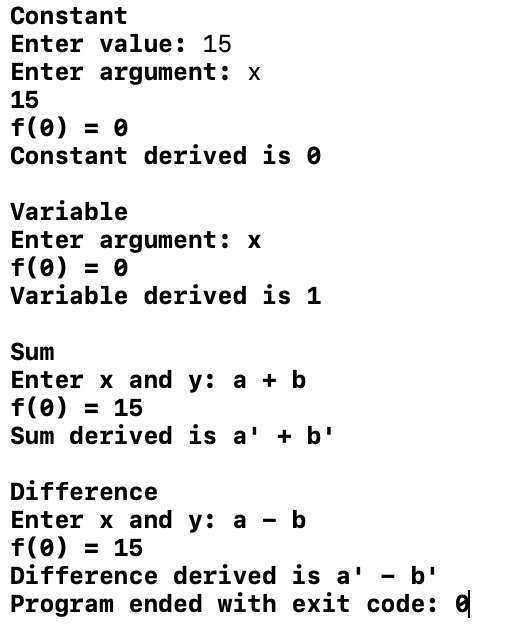 Constant
Enter value: 15
Enter argument: x
15
f(0) = 0
Constant derived is 0

Variable
Enter argument: x
f(0) = 0
Variable derived is 1

Sum
Enter x and y: a + b
f(0) = 15
Sum derived is a' + b'

Difference
Enter x and y: a - b
f(0) = 15
Difference derived is a' - b'
Program ended with exit code: 0